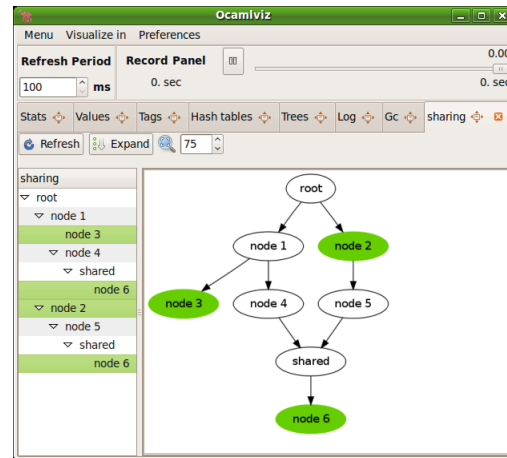 Ocamlviz
Menu Visualize in Preferences
Refresh Period Record Panel 0.00
100 ms 0. sec 0. sec
Stats Values Tags Hash tables Trees Log Gc sharing
Refresh Expand 75
sharing
root
node 1
node 3
node 4
shared
node 6
node 2
node 5
shared
node 6
root
node 1 node 2
node 3 node 4 node 5
shared
node 6